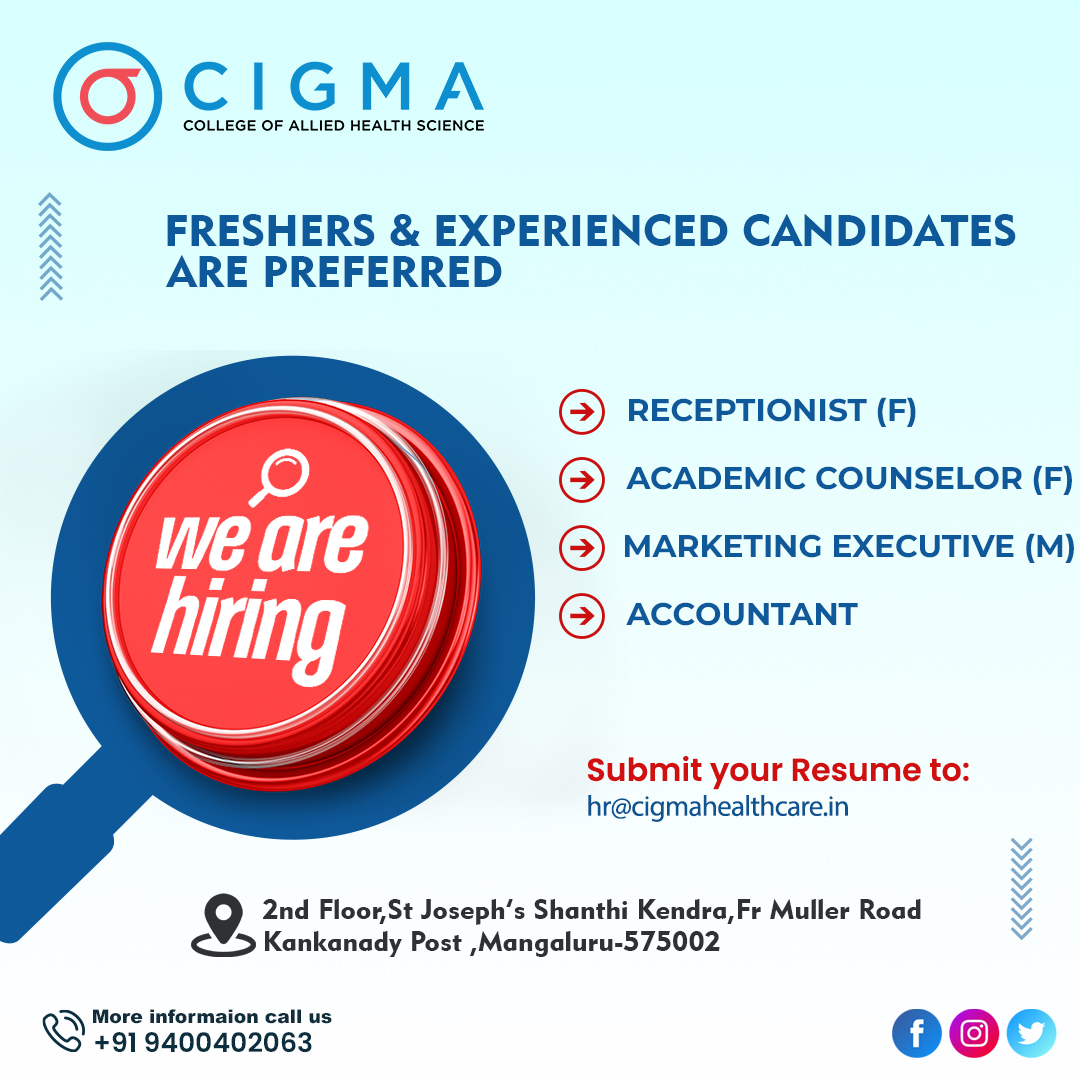 CIGMA
COLLEGE OF ALLIED HEALTH SCIENCE
FRESHERS & EXPERIENCED CANDIDATES
ARE PREFERRED
we are
hiring
RECEPTIONIST (F)
ACADEMIC COUNSELOR (F)
MARKETING EXECUTIVE (M)
ACCOUNTANT
Submit your Resume to:
hr@cigmahealthcare.in
2nd Floor,St Joseph‘s Shanthi Kendra,Fr Muller Road
Kankanady Post ,Mangaluru-575002
More informaion call us
+91 9400402063